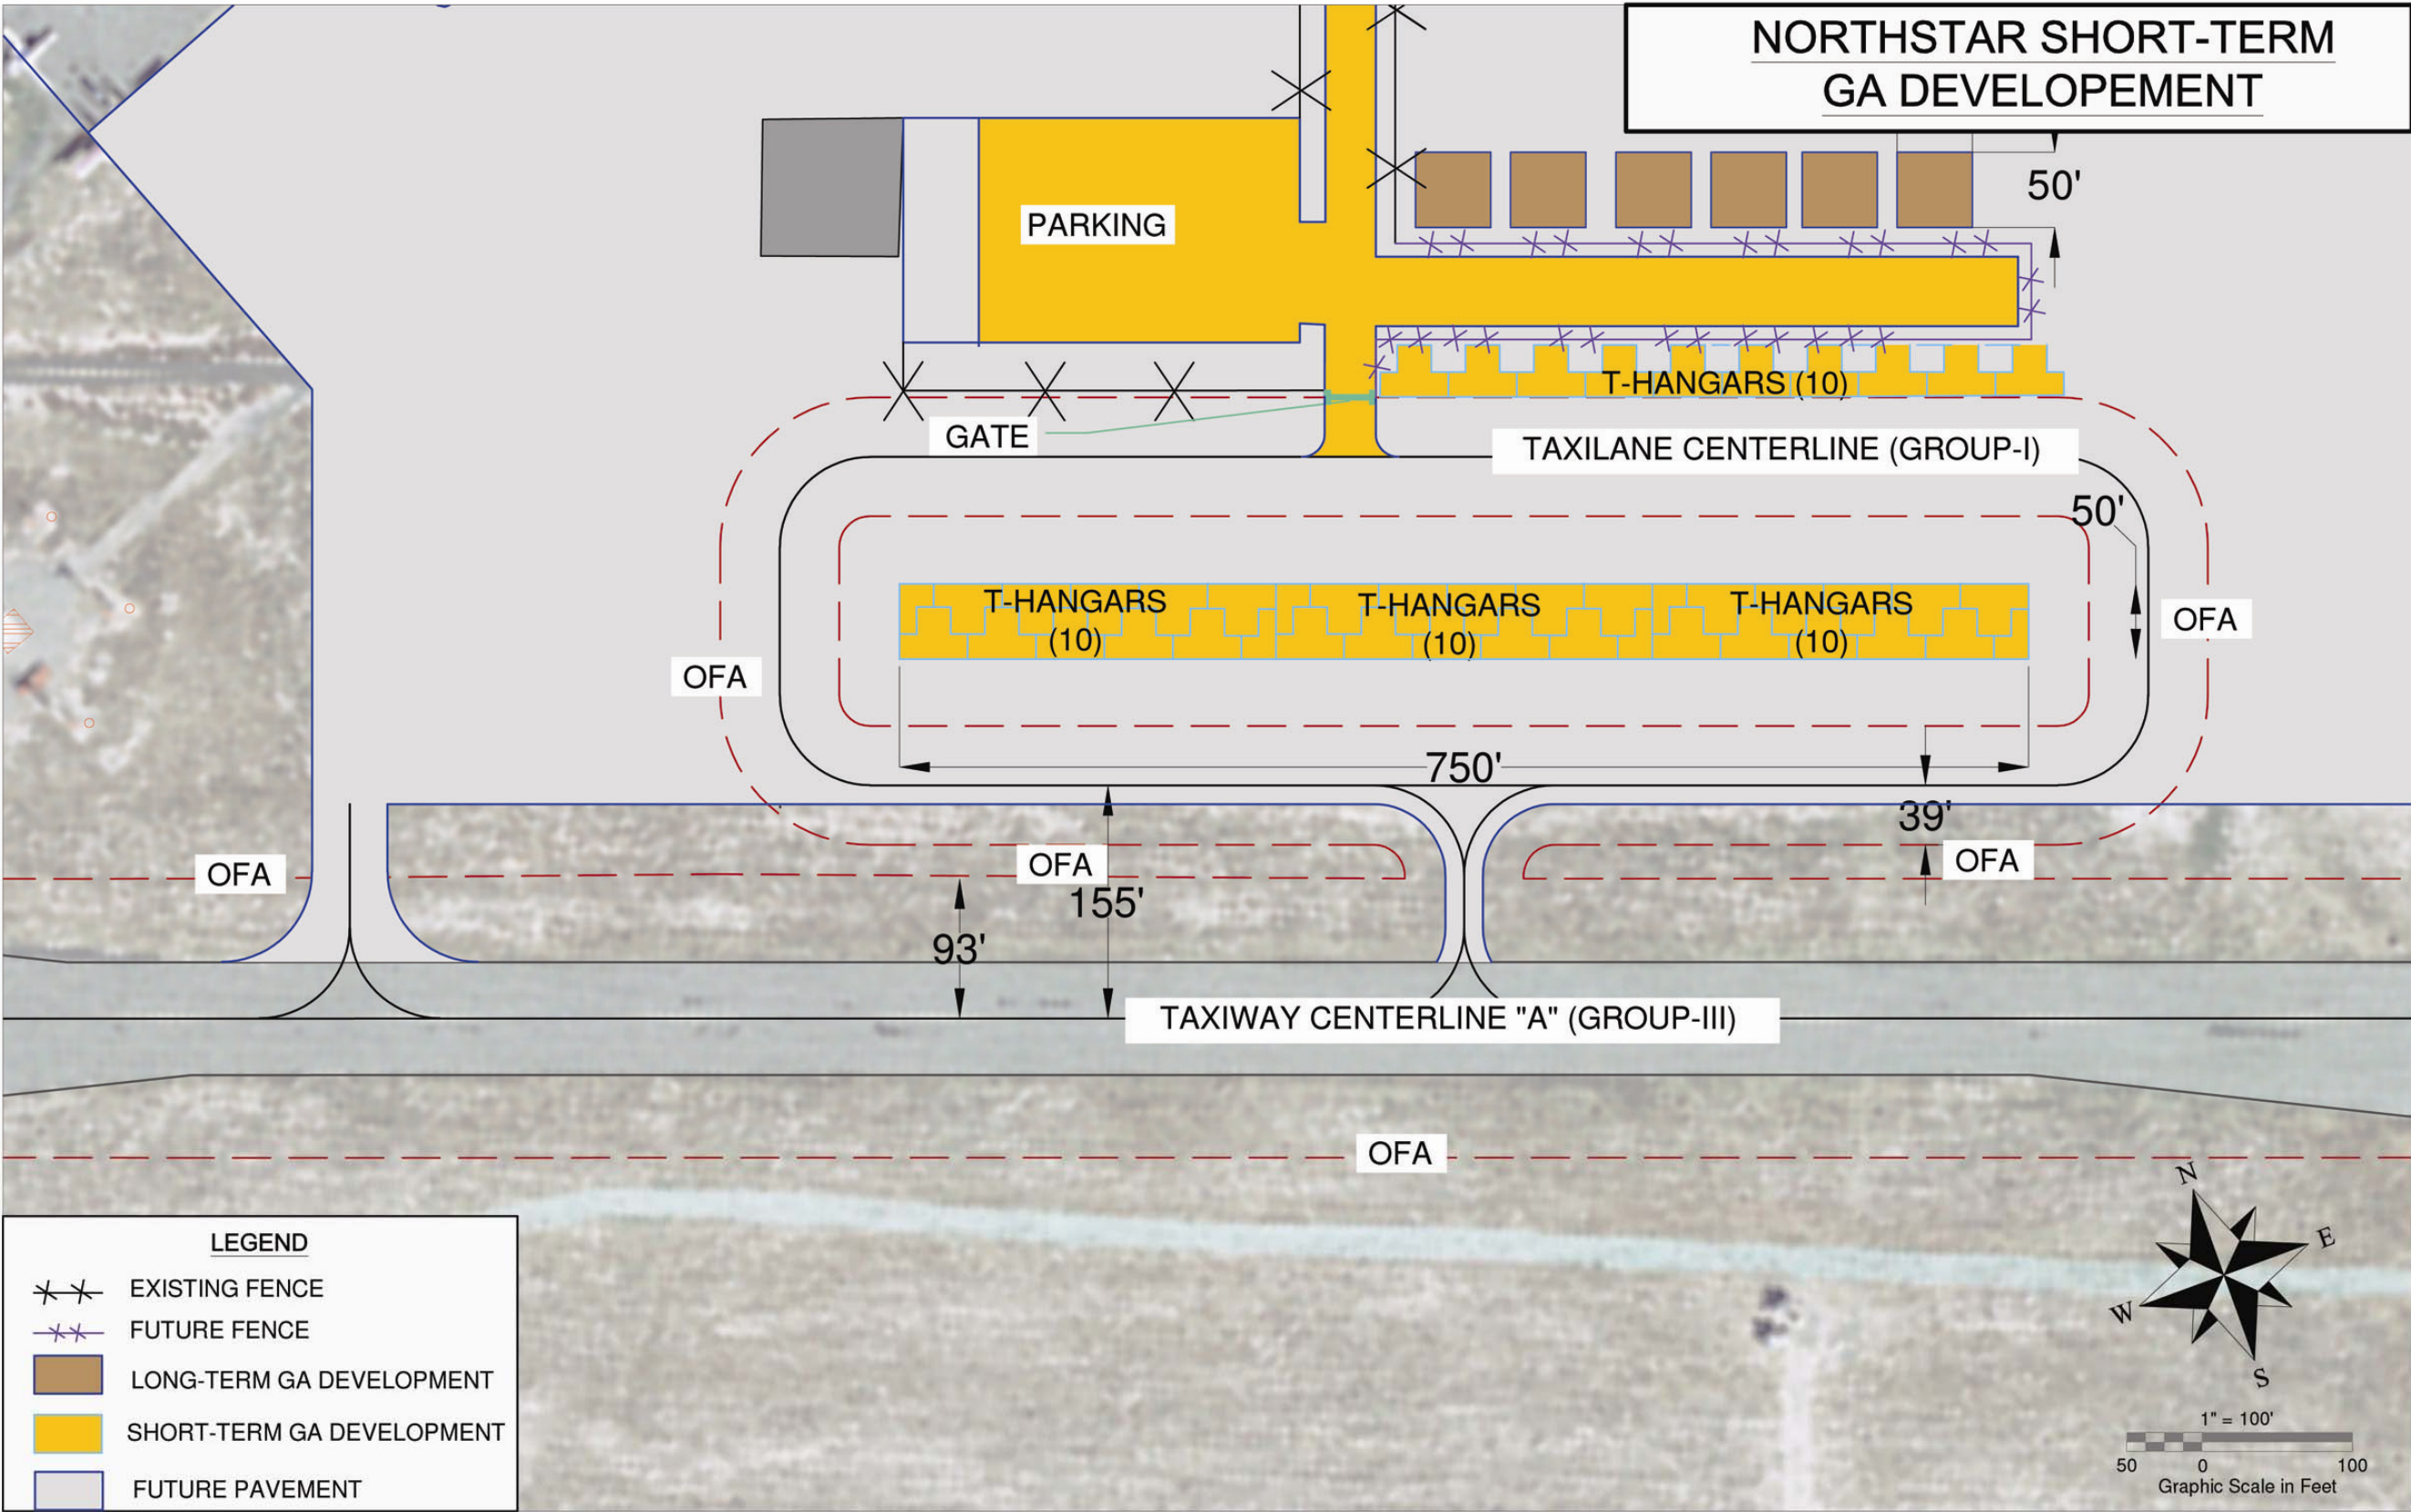 NORTHSTAR SHORT-TERM
GA DEVELOPEMENT
50'
PARKING
T-HANGARS (10)
GATE
TAXILANE CENTERLINE (GROUP-I)
50'
T-HANGARS
(10)
T-HANGARS
(10)
T-HANGARS
(10)
OFA
OFA
750'
39'
OFA
OFA
OFA
155'
93'
TAXIWAY CENTERLINE "A" (GROUP-III)
OFA
N
E
W
S
LEGEND
EXISTING FENCE
FUTURE FENCE
LONG-TERM GA DEVELOPMENT
SHORT-TERM GA DEVELOPMENT
FUTURE PAVEMENT
1" = 100'
50 0 100
Graphic Scale in Feet